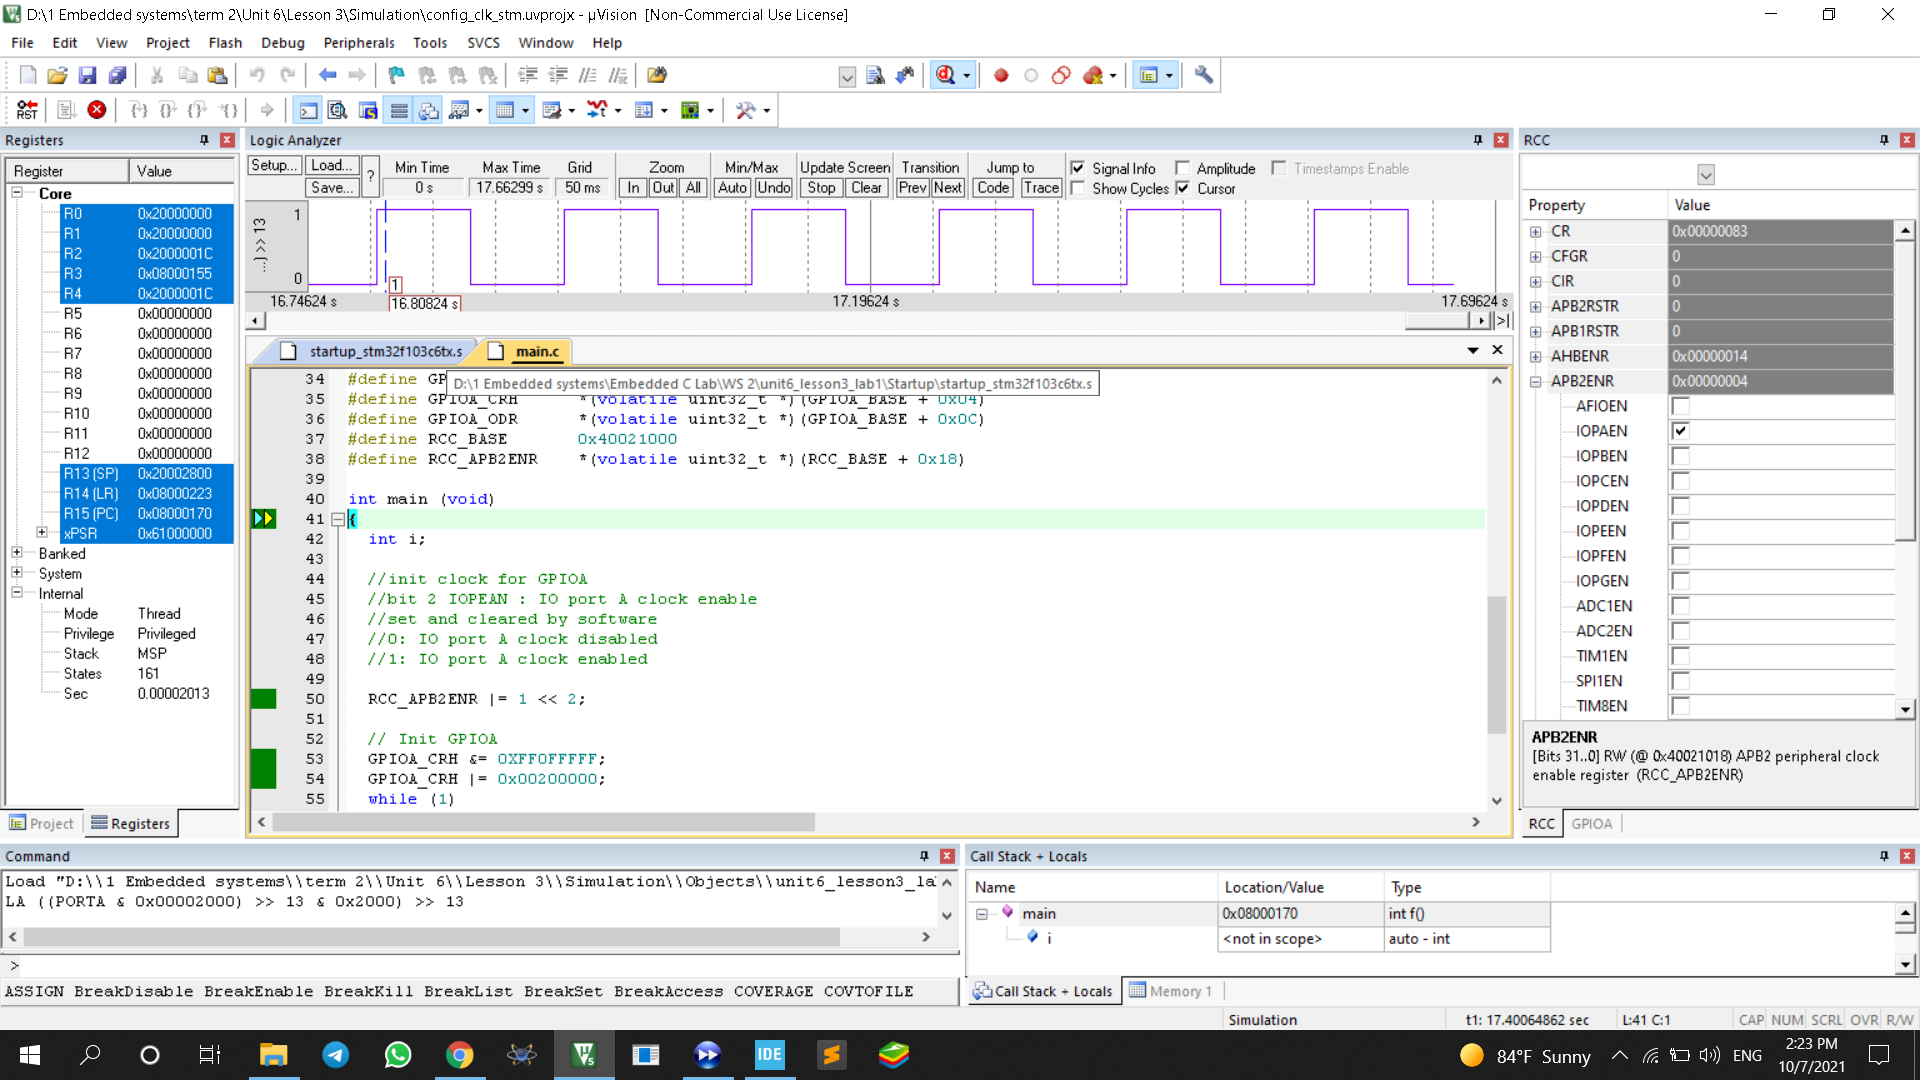 D:\1 Embedded systems\term 2\Unit 6\Lesson 3\Simulation\config_clk_stm.uvprojx - µVision  [Non-Commercial Use License]
File Edit View Project Flash Debug Peripherals Tools SVCS Window Help
RST
Registers
Register Value
Core
R0 0x20000000
R1 0x20000000
R2 0x2000001C
R3 0x08000155
R4 0x2000001C
R5 0x00000000
R6 0x00000000
R7 0x00000000
R8 0x00000000
R9 0x00000000
R10 0x00000000
R11 0x00000000
R12 0x00000000
R13 (SP) 0x20002800
R14 (LR) 0x08000223
R15 (PC) 0x08000170
xPSR 0x61000000
Banked
System
Internal
Mode Thread
Privilege Privileged
Stack MSP
States 161
Sec 0.00002013
Project Registers
Logic Analyzer
Setup... Load... Save... ?
Min Time Max Time Grid Zoom Min/Max Update Screen Transition Jump to
0 s 17.66299 s 50 ms In Out All Auto Undo Stop Clear Prev Next Code Trace
Signal Info Amplitude Timestamps Enable
Show Cycles Cursor
...) >> 13
1
0
1
16.74624 s 16.80824 s 17.19624 s 17.69624 s
startup_stm32f103c6tx.s main.c
D:\1 Embedded systems\Embedded C Lab\WS 2\unit6_lesson3_lab1\Startup\startup_stm32f103c6tx.s
34 #define GP
35 #define GPIOA_CRH *(volatile uint32_t *)(GPIOA_BASE + 0x04)
36 #define GPIOA_ODR *(volatile uint32_t *)(GPIOA_BASE + 0x0C)
37 #define RCC_BASE 0x40021000
38 #define RCC_APB2ENR *(volatile uint32_t *)(RCC_BASE + 0x18)
39
40 int main (void)
41 {
42 int i;
43
44 //init clock for GPIOA
45 //bit 2 IOPEAN : IO port A clock enable
46 //set and cleared by software
47 //0: IO port A clock disabled
48 //1: IO port A clock enabled
49
50 RCC_APB2ENR |= 1 << 2;
51
52 // Init GPIOA
53 GPIOA_CRH &= 0XFF0FFFFF;
54 GPIOA_CRH |= 0x00200000;
55 while (1)
RCC
Property Value
CR 0x00000083
CFGR 0
CIR 0
APB2RSTR 0
APB1RSTR 0
AHBENR 0x00000014
APB2ENR 0x00000004
AFIOEN
IOPAEN
IOPBEN
IOPCEN
IOPDEN
IOPEEN
IOPFEN
IOPGEN
ADC1EN
ADC2EN
TIM1EN
SPI1EN
TIM8EN
APB2ENR
[Bits 31..0] RW (@ 0x40021018) APB2 peripheral clock
enable register  (RCC_APB2ENR)
RCC GPIOA
Command
Load "D:\\1 Embedded systems\\term 2\\Unit 6\\Lesson 3\\Simulation\\Objects\\unit6_lesson3_la
LA ((PORTA & 0x00002000) >> 13 & 0x2000) >> 13
>
ASSIGN BreakDisable BreakEnable BreakKill BreakList BreakSet BreakAccess COVERAGE COVTOFILE
Call Stack + Locals
Name Location/Value Type
main 0x08000170 int f()
i <not in scope> auto - int
Call Stack + Locals Memory 1
Simulation t1: 17.40064862 sec L:41 C:1 CAP NUM SCRL OVR R/W
IDE
84°F Sunny ENG 2:23 PM
10/7/2021